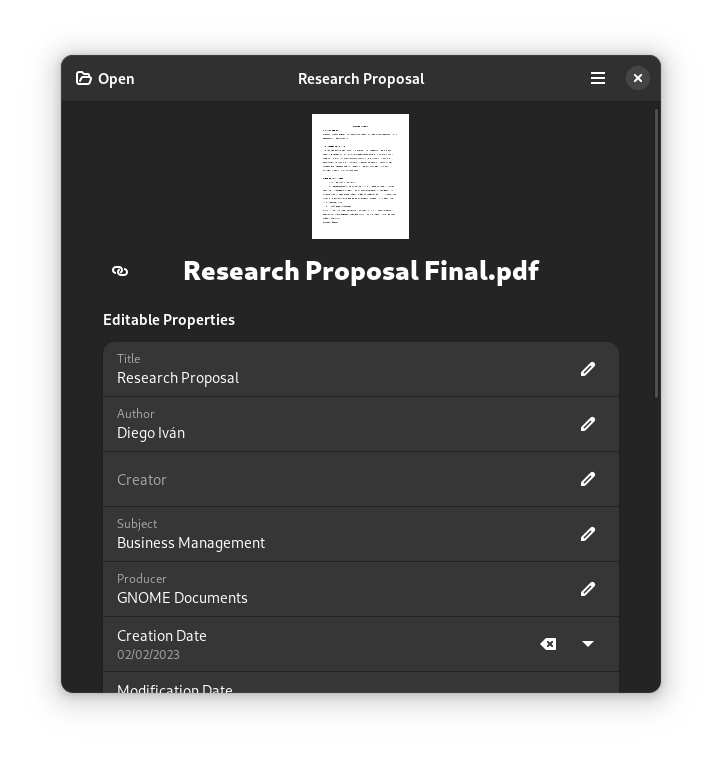 Open
Research Proposal
Research Proposal Final.pdf
Editable Properties
Title
Research Proposal
Author
Diego Iván
Creator
Subject
Business Management
Producer
GNOME Documents
Creation Date
02/02/2023
Modification Date